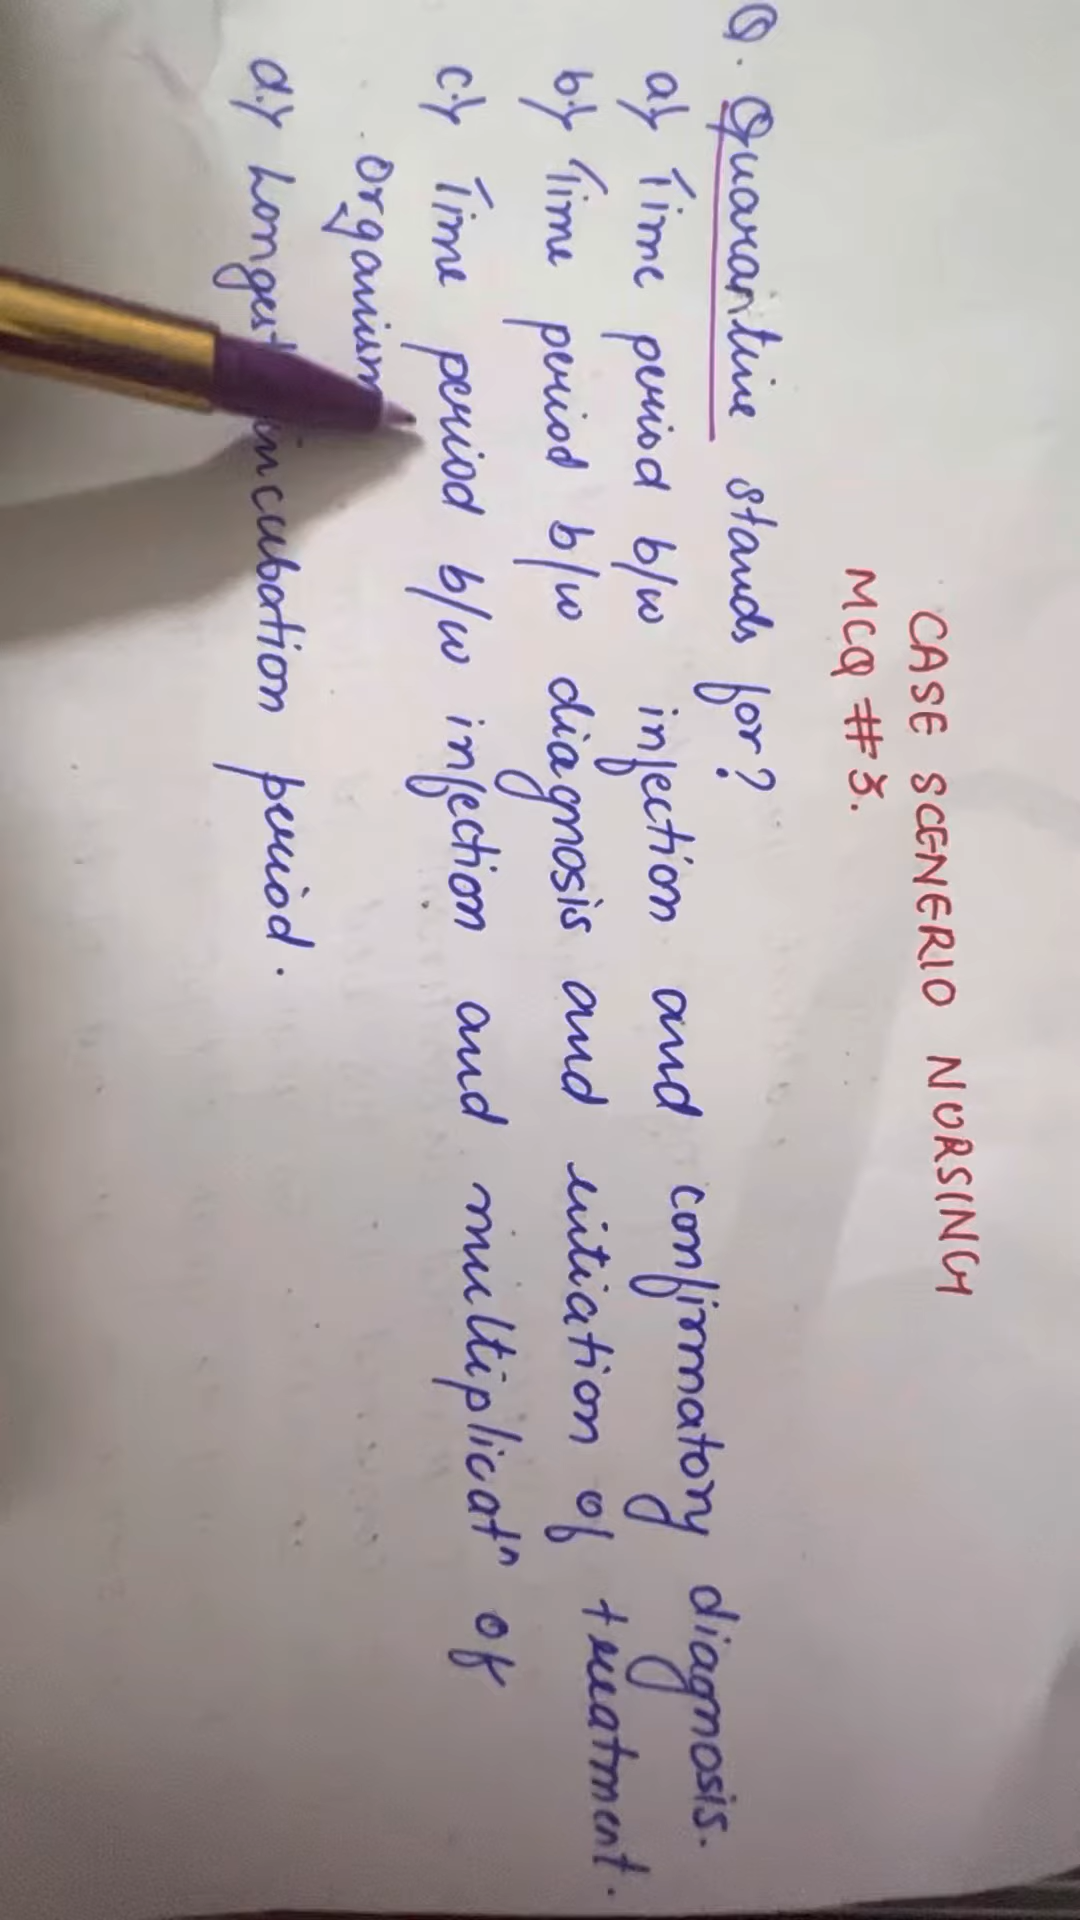 CASE SCENERIO NURSING
MCQ #3.
Q. Quarantine stands for?
a.) Time period b/w infection and confirmatory diagnosis.
b.) Time period b/w diagnosis and initiation of treatment.
c.) Time period b/w infection and multiplicatn of
organism
d.) Longest incubation period.